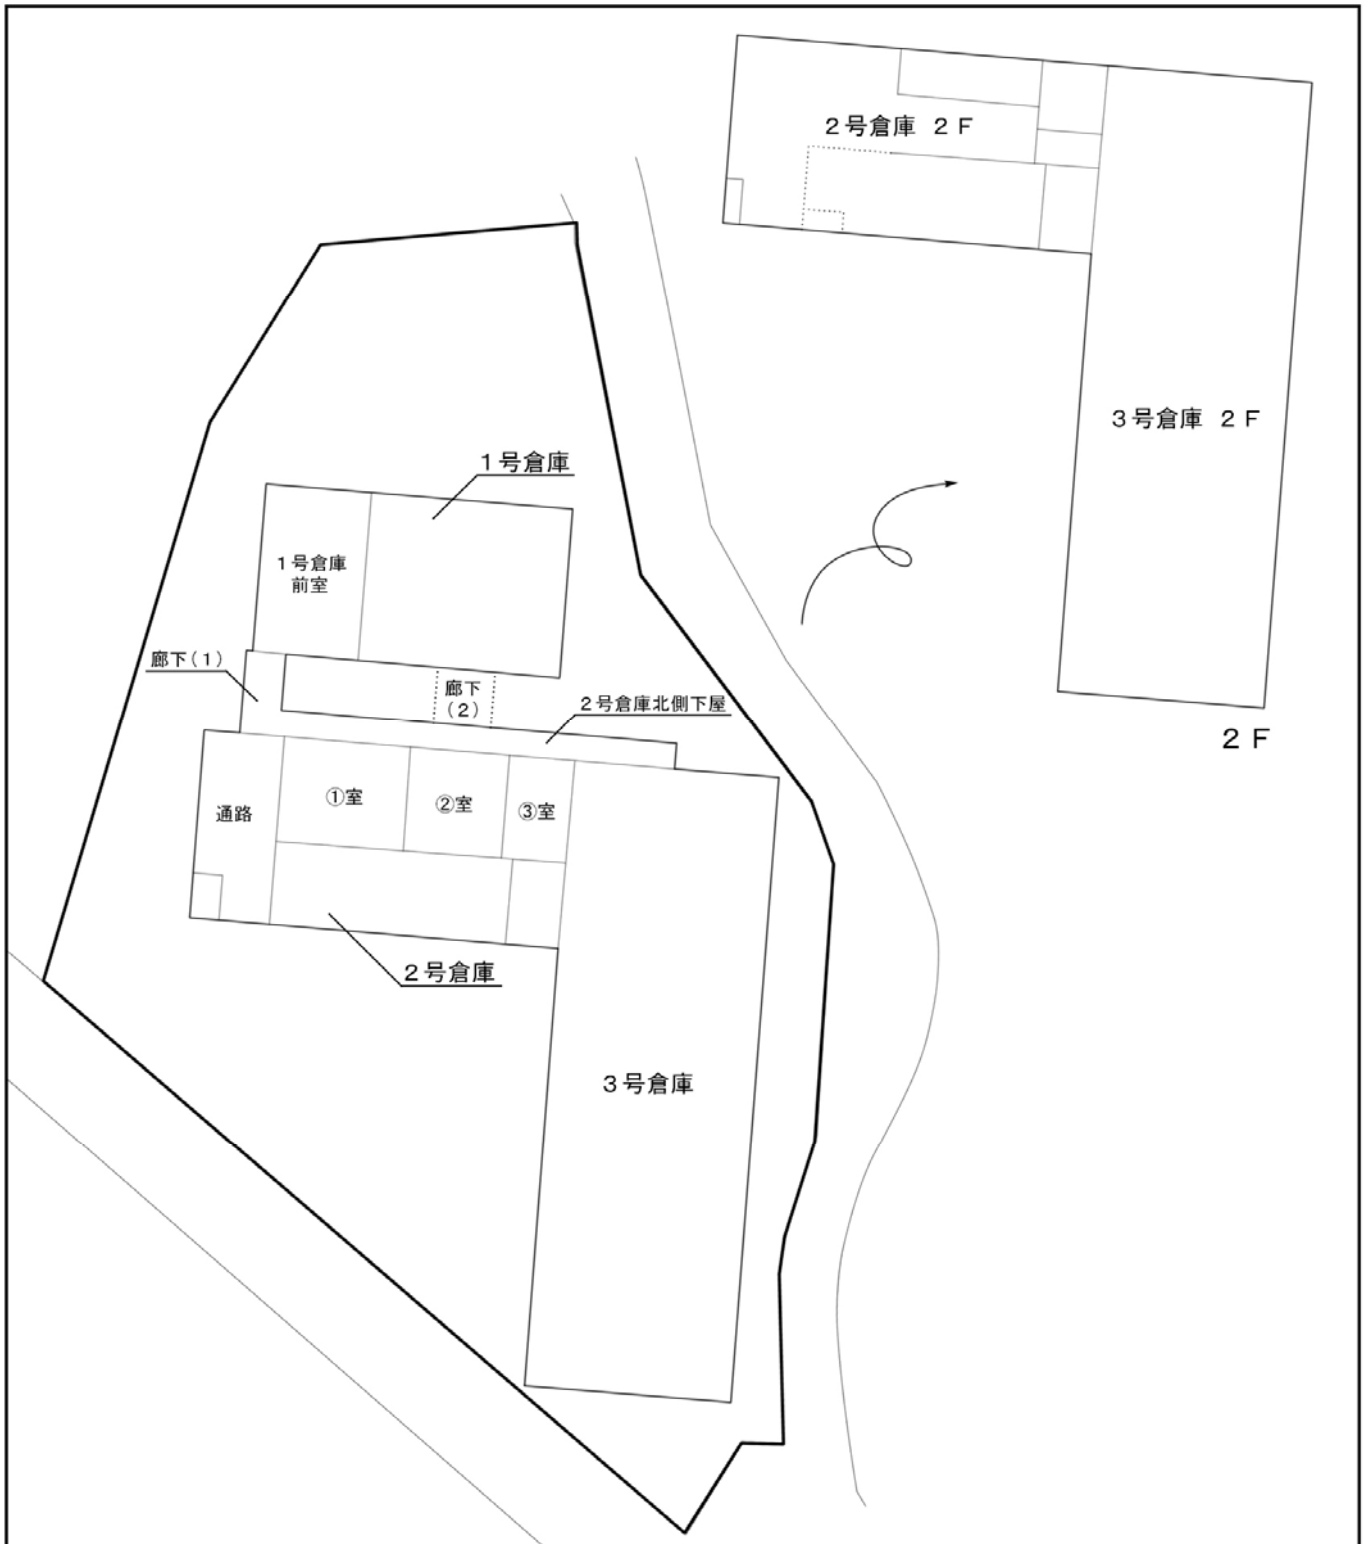 ２号倉庫 ２Ｆ
３号倉庫 ２Ｆ
２Ｆ
１号倉庫
１号倉庫
前室
廊下(１)
廊下
(２)
２号倉庫北側下屋
通路
①室
②室
③室
２号倉庫
３号倉庫